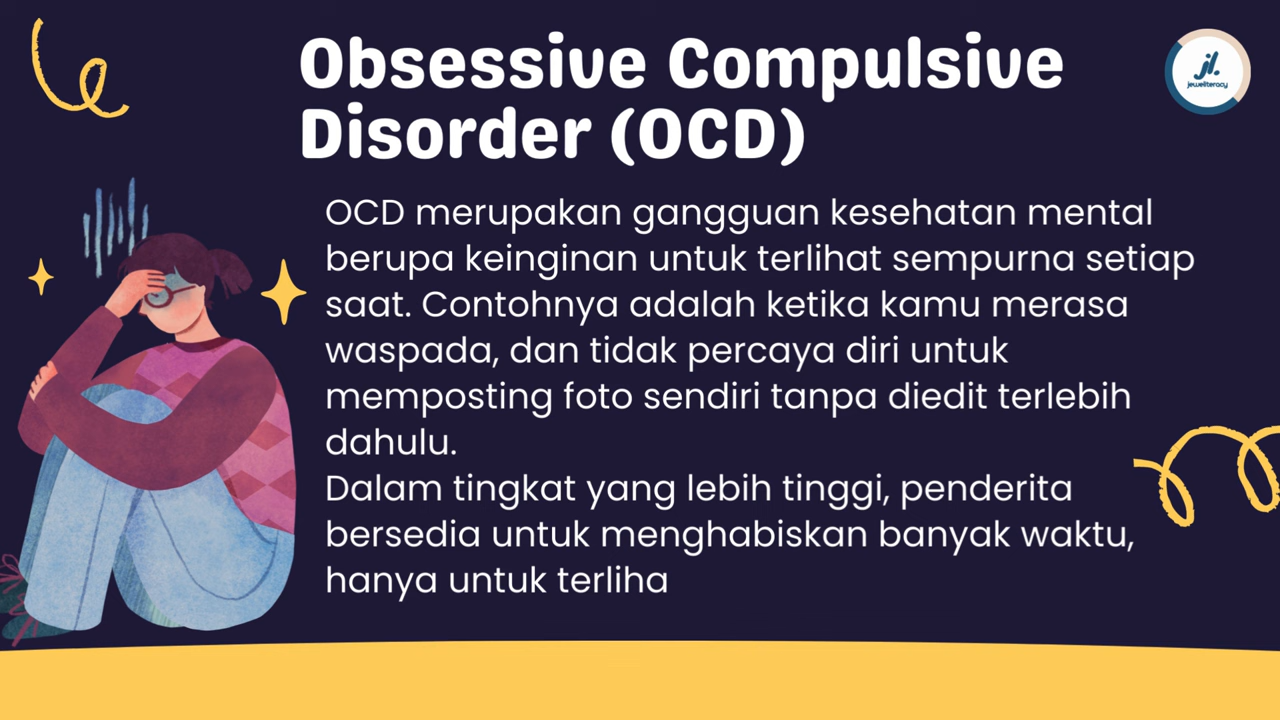 Obsessive Compulsive
Disorder (OCD)
jl.
jeweliteracy
OCD merupakan gangguan kesehatan mental
berupa keinginan untuk terlihat sempurna setiap
saat. Contohnya adalah ketika kamu merasa
waspada, dan tidak percaya diri untuk
memposting foto sendiri tanpa diedit terlebih
dahulu.
Dalam tingkat yang lebih tinggi, penderita
bersedia untuk menghabiskan banyak waktu,
hanya untuk terliha